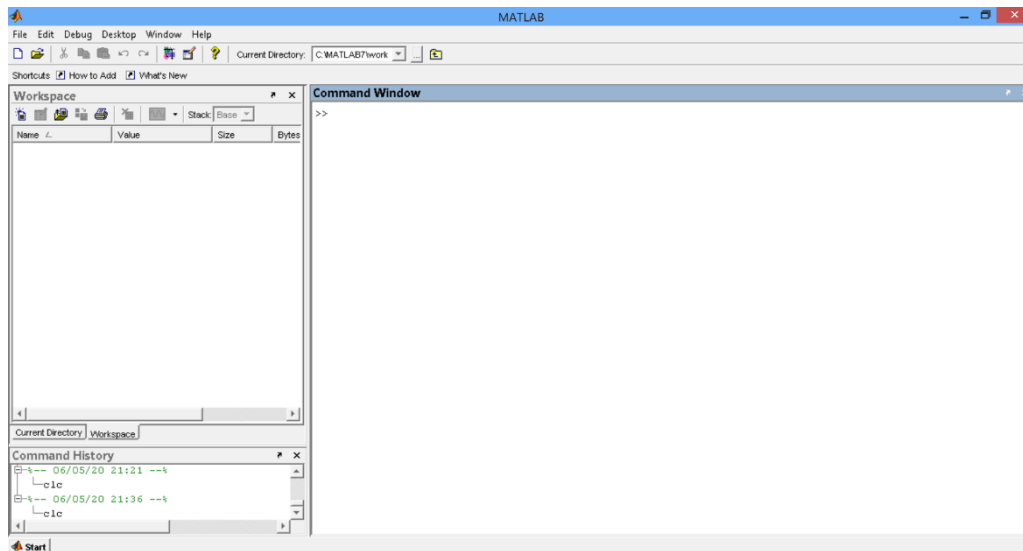 MATLAB
File Edit Debug Desktop Window Help
Current Directory: C:\MATLAB7\work
Shortcuts How to Add What's New
Workspace
Stack: Base
Name Value Size Bytes
Current Directory Workspace
Command History
%-- 06/05/20 21:21 --%
clc
%-- 06/05/20 21:36 --%
clc
Command Window
>>
Start